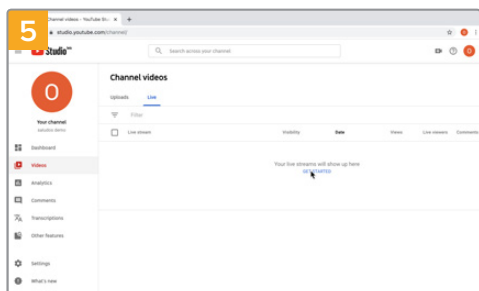 5
Channel videos - YouTube Stu
studio.youtube.com/channel/
Studio
Search across your channel
O
Your channel
Channel videos
Uploads
Live
Filter
Live stream
Visibility
Date
Views
Live viewers
Comments
Your live streams will show up here
GET STARTED
Dashboard
Videos
Analytics
Comments
Transcriptions
Other features
Settings
What's new